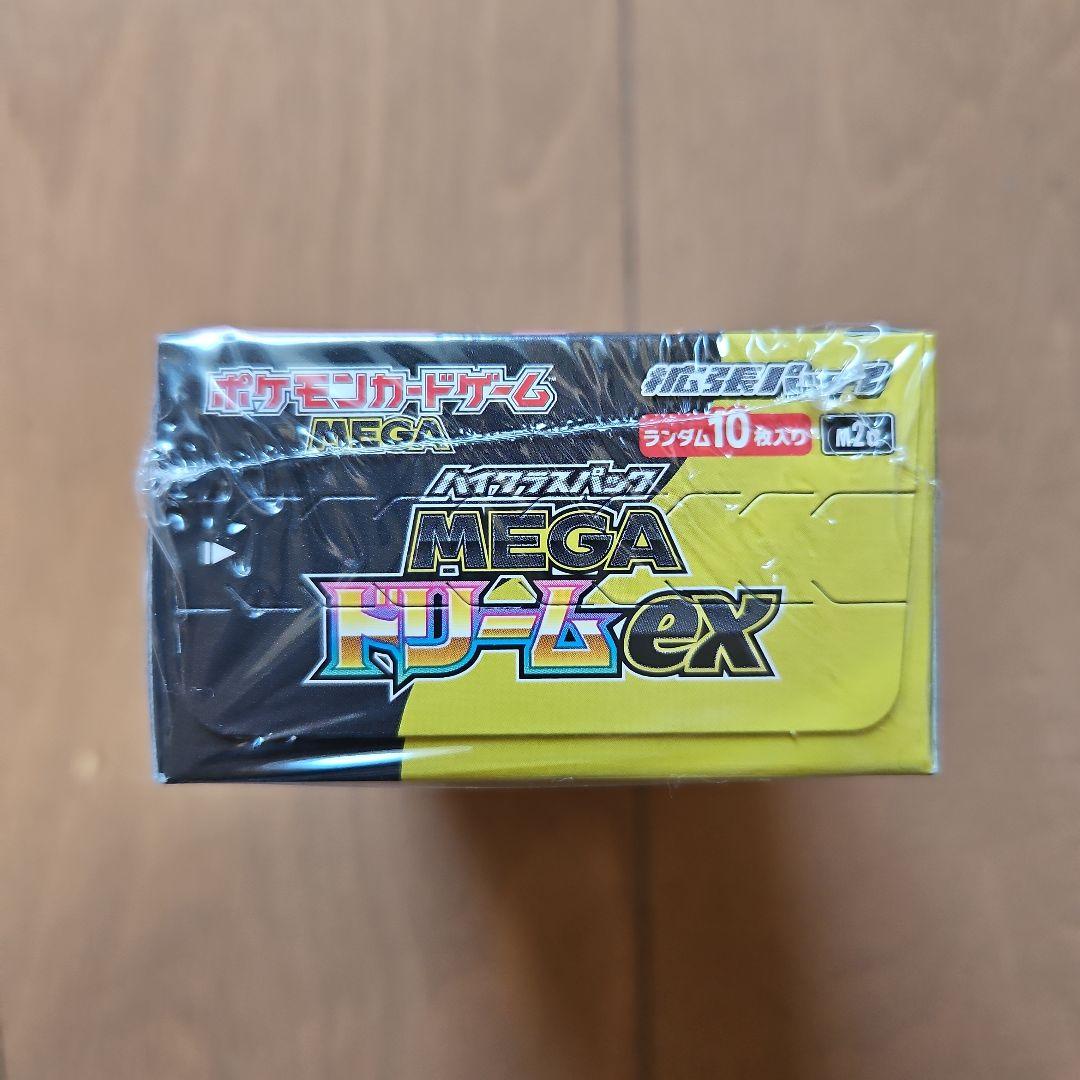 ポケモンカードゲーム
MEGA
拡張パック
ランダム10枚入り
M2a
ハイクラスパック
MEGA
ドリームex